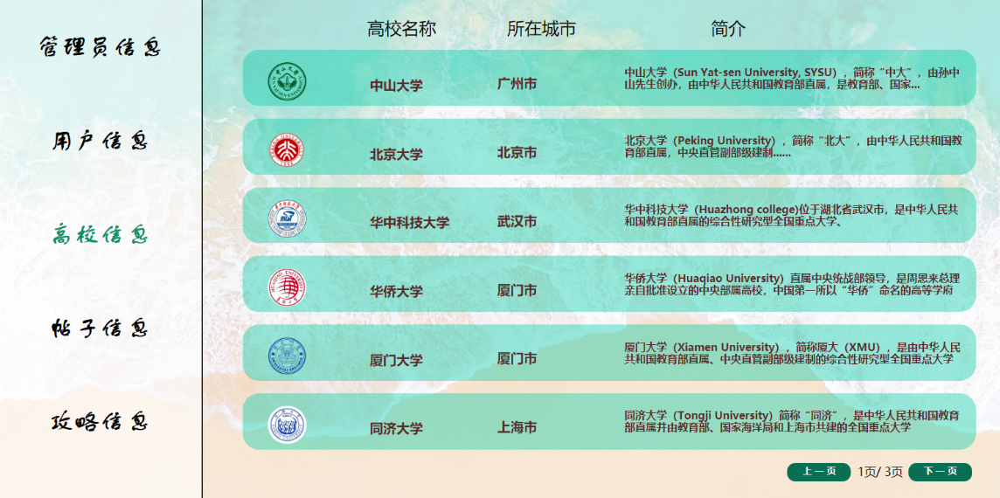 管理员信息
用户信息
高校信息
帖子信息
攻略信息
高校名称 所在城市 简介
中山大学 广州市
中山大学（Sun Yat-sen University, SYSU），简称“中大”，由孙中
山先生创办，由中华人民共和国教育部直属，是教育部、国家...
北京大学 北京市
北京大学（Peking University），简称“北大”，由中华人民共和国教
育部直属，中央直管副部级建制......
华中科技大学 武汉市
华中科技大学（Huazhong college)位于湖北省武汉市，是中华人民共
和国教育部直属的综合性研究型全国重点大学、
华侨大学 厦门市
华侨大学（Huaqiao University）直属中央统战部领导，是周恩来总理
亲自批准设立的中央部属高校，中国第一所以“华侨”命名的高等学府
厦门大学 厦门市
厦门大学（Xiamen University），简称厦大（XMU），是由中华人民
共和国教育部直属、中央直管副部级建制的综合性研究型全国重点大学
同济大学 上海市
同济大学（Tongji University）简称“同济”，是中华人民共和国教育
部直属并由教育部、国家海洋局和上海市共建的全国重点大学
上一页 1页/ 3页 下一页